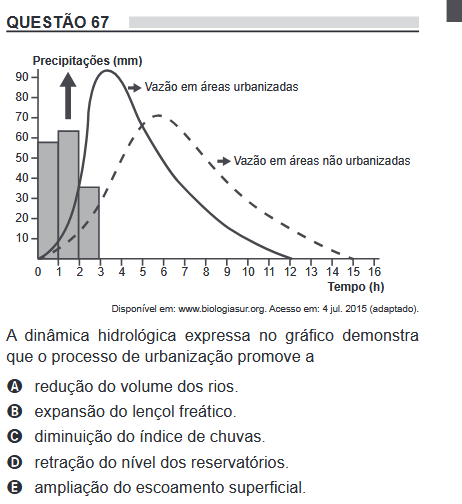 QUESTÃO 67
Precipitações (mm)
90
80
70
60
50
40
30
20
10
Vazão em áreas urbanizadas
Vazão em áreas não urbanizadas
0 1 2 3 4 5 6 7 8 9 10 11 12 13 14 15 16
Tempo (h)
Disponível em: www.biologiasur.org. Acesso em: 4 jul. 2015 (adaptado).
A dinâmica hidrológica expressa no gráfico demonstra
que o processo de urbanização promove a
A redução do volume dos rios.
B expansão do lençol freático.
C diminuição do índice de chuvas.
D retração do nível dos reservatórios.
E ampliação do escoamento superficial.